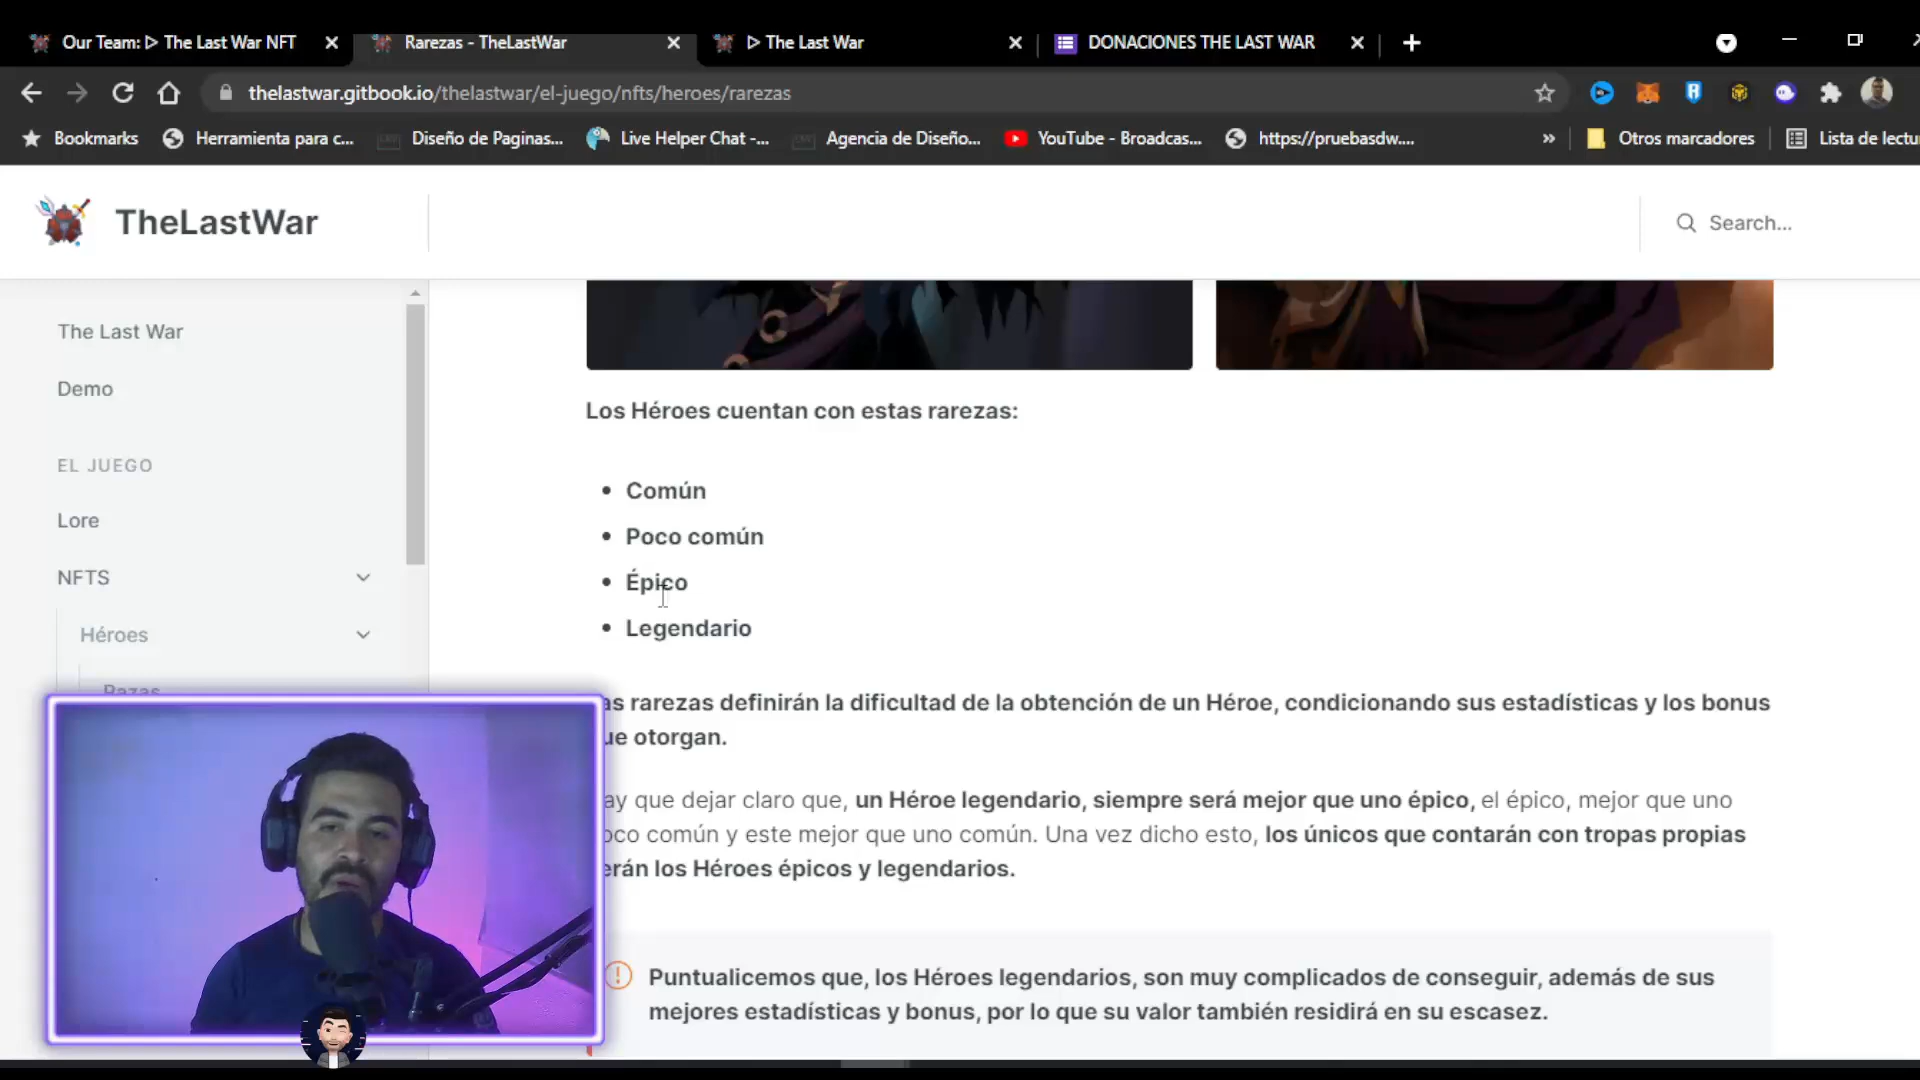 Our Team: ▷ The Last War NFT
Rarezas - TheLastWar
▷ The Last War
DONACIONES THE LAST WAR
thelastwar.gitbook.io/thelastwar/el-juego/nfts/heroes/rarezas
Bookmarks
Herramienta para c...
Diseño de Paginas...
Live Helper Chat -...
Agencia de Diseño...
YouTube - Broadcas...
https://pruebasdw....
»
Otros marcadores
Lista de lectu
TheLastWar
Search...
The Last War
Demo
EL JUEGO
Lore
NFTS
Héroes
Razas
Los Héroes cuentan con estas rarezas:
• Común
• Poco común
• Épico
• Legendario
as rarezas definirán la dificultad de la obtención de un Héroe, condicionando sus estadísticas y los bonus
ue otorgan.
ay que dejar claro que, un Héroe legendario, siempre será mejor que uno épico, el épico, mejor que uno
oco común y este mejor que uno común. Una vez dicho esto, los únicos que contarán con tropas propias
erán los Héroes épicos y legendarios.
Puntualicemos que, los Héroes legendarios, son muy complicados de conseguir, además de sus
mejores estadísticas y bonus, por lo que su valor también residirá en su escasez.